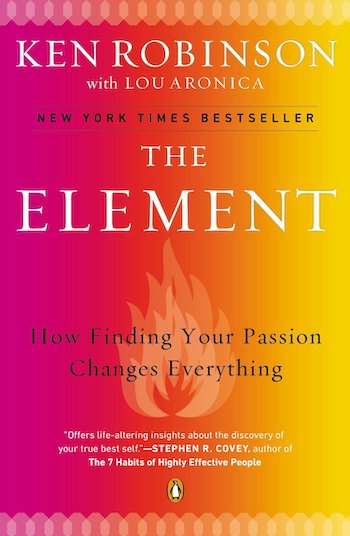 KEN ROBINSON
with LOU ARONICA
NEW YORK TIMES BESTSELLER
THE
ELEMENT
How Finding Your Passion
Changes Everything
"Offers life-altering insights about the discovery of
your true best self."—STEPHEN R. COVEY, author of
The 7 Habits of Highly Effective People